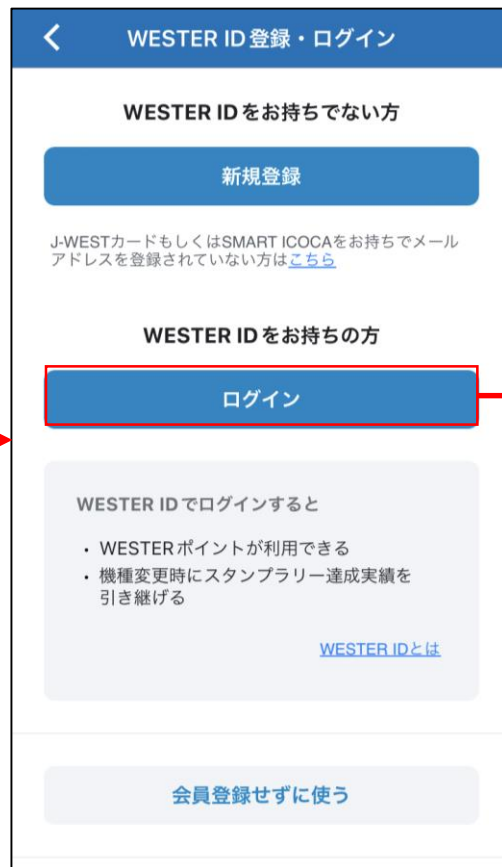 WESTER ID登録・ログイン
WESTER IDをお持ちでない方
新規登録
J-WESTカードもしくはSMART ICOCAをお持ちでメール
アドレスを登録されていない方はこちら
WESTER IDをお持ちの方
ログイン
WESTER IDでログインすると
・ WESTERポイントが利用できる
・ 機種変更時にスタンプラリー達成実績を
引き継げる
WESTER IDとは
会員登録せずに使う